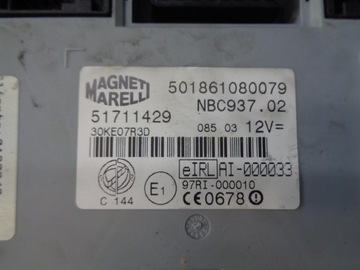 MAGNETI MARELLI
501861080079
NBC937.02
51711429
30KE07R3D
085 03 12V=
eIRL AI-000033
97RI-000010
C 144
E1
CE0678